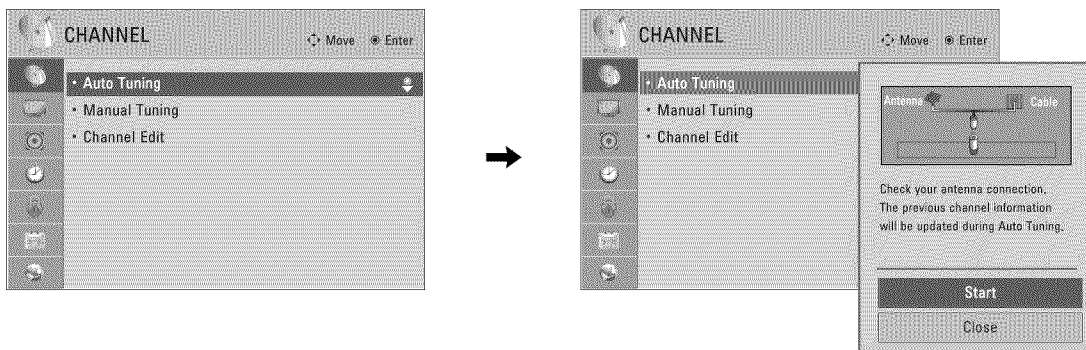 CHANNEL
Move Enter
• Auto Tuning
• Manual Tuning
• Channel Edit
CHANNEL
Move Enter
• Auto Tuning
• Manual Tuning
• Channel Edit
Antenna Cable
Check your antenna connection.
The previous channel information
will be updated during Auto Tuning.
Start
Close